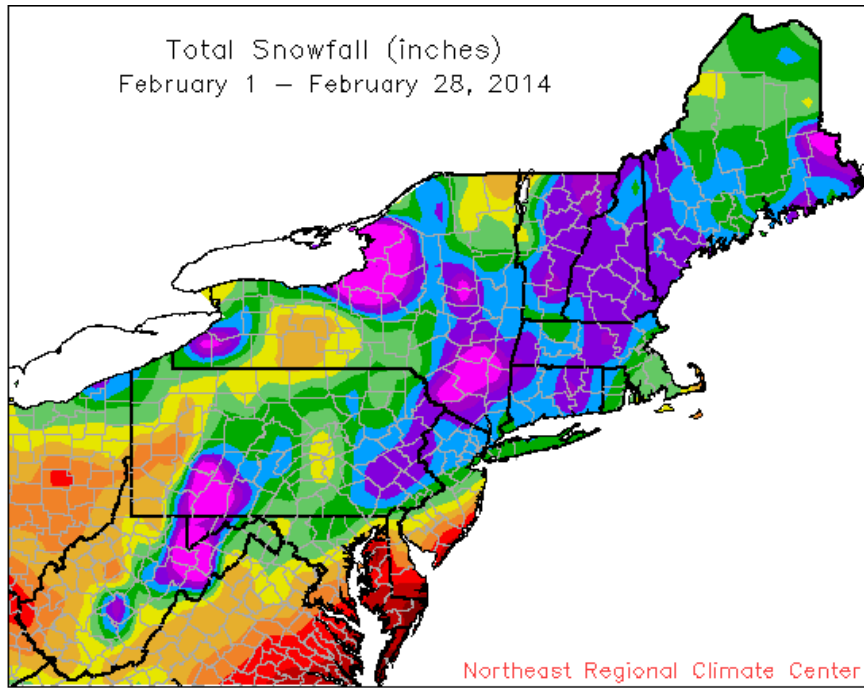 Total Snowfall (inches)
February 1 – February 28, 2014
Northeast Regional Climate Center